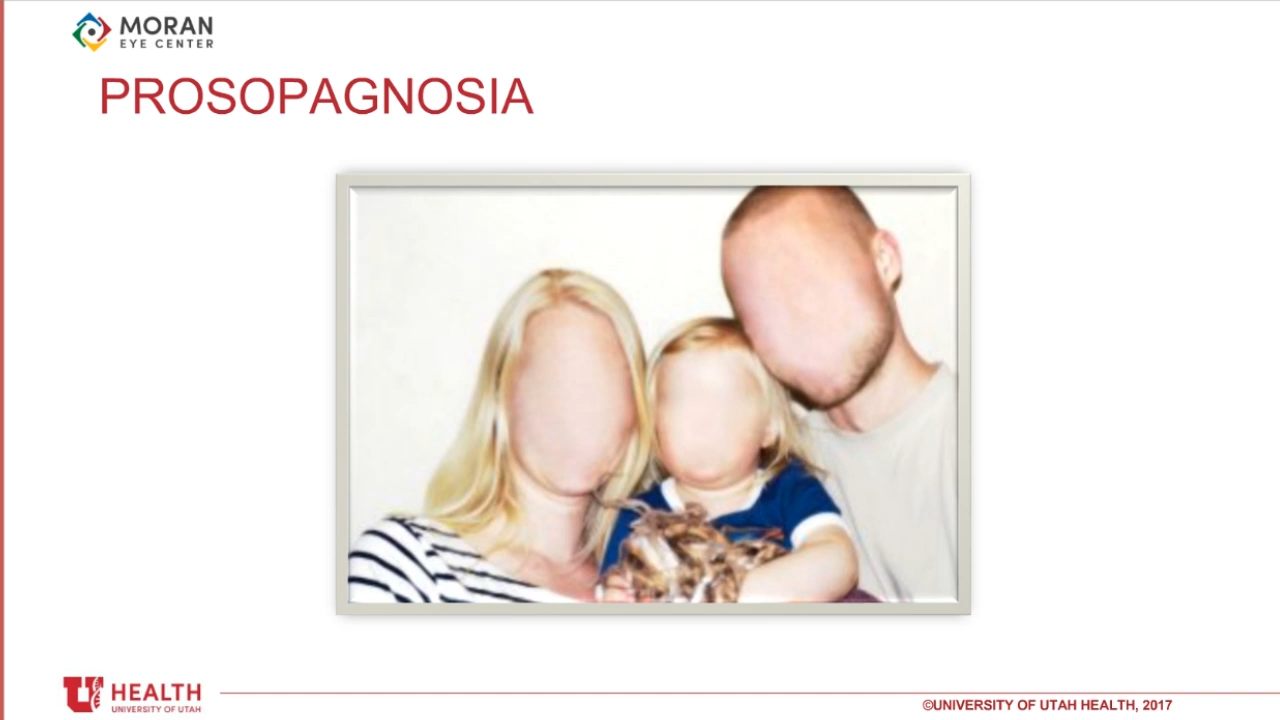 MORAN
EYE CENTER
PROSOPAGNOSIA
HEALTH
UNIVERSITY OF UTAH
©UNIVERSITY OF UTAH HEALTH, 2017